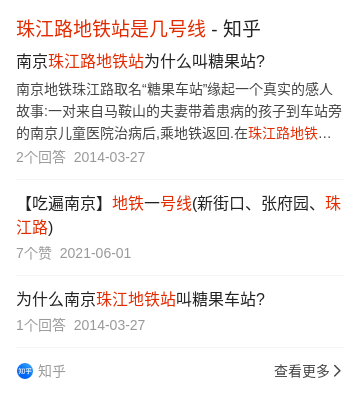 珠江路地铁站是几号线 - 知乎
南京珠江路地铁站为什么叫糖果站?
南京地铁珠江路取名“糖果车站”缘起一个真实的感人
故事:一对来自马鞍山的夫妻带着患病的孩子到车站旁
的南京儿童医院治病后,乘地铁返回.在珠江路地铁…
2个回答 2014-03-27
【吃遍南京】地铁一号线(新街口、张府园、珠
江路)
7个赞 2021-06-01
为什么南京珠江地铁站叫糖果车站?
1个回答 2014-03-27
知乎 知乎 查看更多